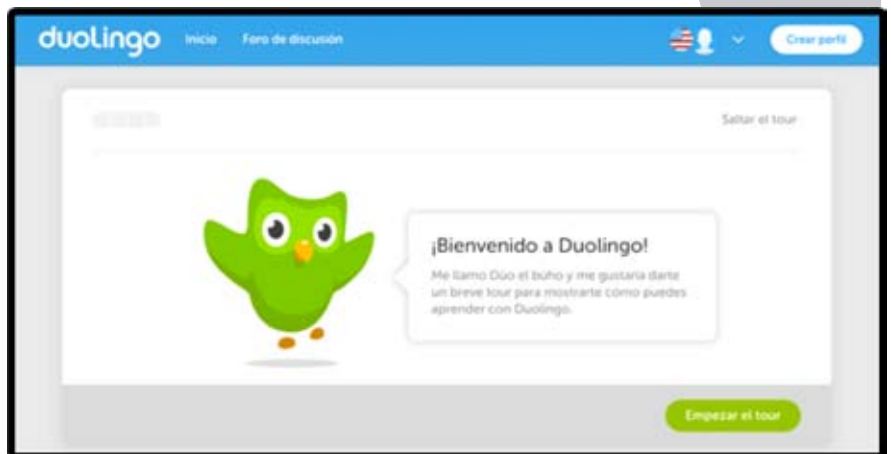 duolingo Inicio Foro de discusión Crear perfil
Saltar el tour
¡Bienvenido a Duolingo!
Me llamo Dúo el búho y me gustaría darte
un breve tour para mostrarte cómo puedes
aprender con Duolingo.
Empezar el tour